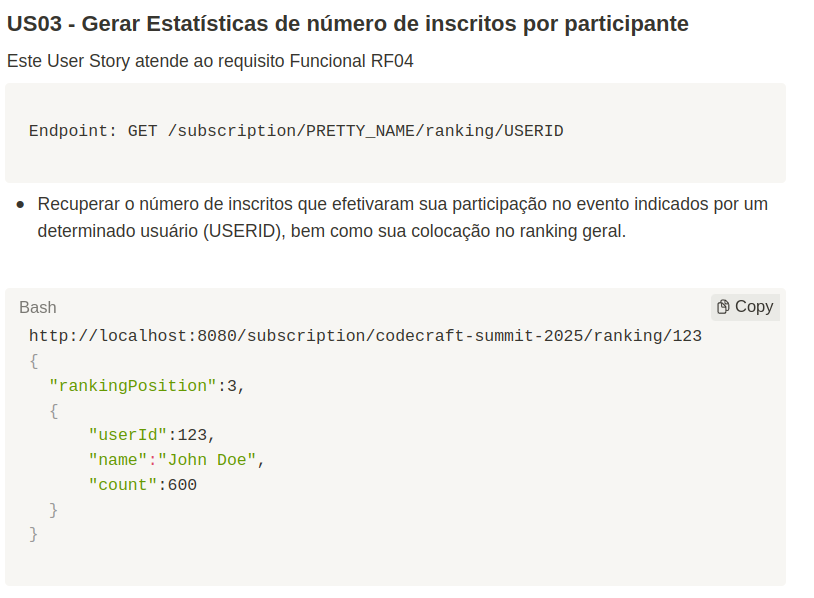 US03 - Gerar Estatísticas de número de inscritos por participante
Este User Story atende ao requisito Funcional RF04
Endpoint: GET /subscription/PRETTY_NAME/ranking/USERID
• Recuperar o número de inscritos que efetivaram sua participação no evento indicados por um
determinado usuário (USERID), bem como sua colocação no ranking geral.
Bash
Copy
http://localhost:8080/subscription/codecraft-summit-2025/ranking/123
{
  "rankingPosition":3,
  {
      "userId":123,
      "name":"John Doe",
      "count":600
  }
}